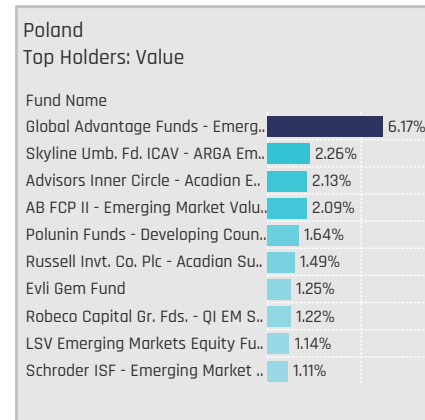 Poland
Top Holders: Value
Fund Name
Global Advantage Funds - Emerg.. 6.17%
Skyline Umb. Fd. ICAV - ARGA Em.. 2.26%
Advisors Inner Circle - Acadian E.. 2.13%
AB FCP II - Emerging Market Valu.. 2.09%
Polunin Funds - Developing Coun.. 1.64%
Russell Invt. Co. Plc - Acadian Su.. 1.49%
Evli Gem Fund 1.25%
Robeco Capital Gr. Fds. - QI EM S.. 1.22%
LSV Emerging Markets Equity Fu.. 1.14%
Schroder ISF - Emerging Market .. 1.11%